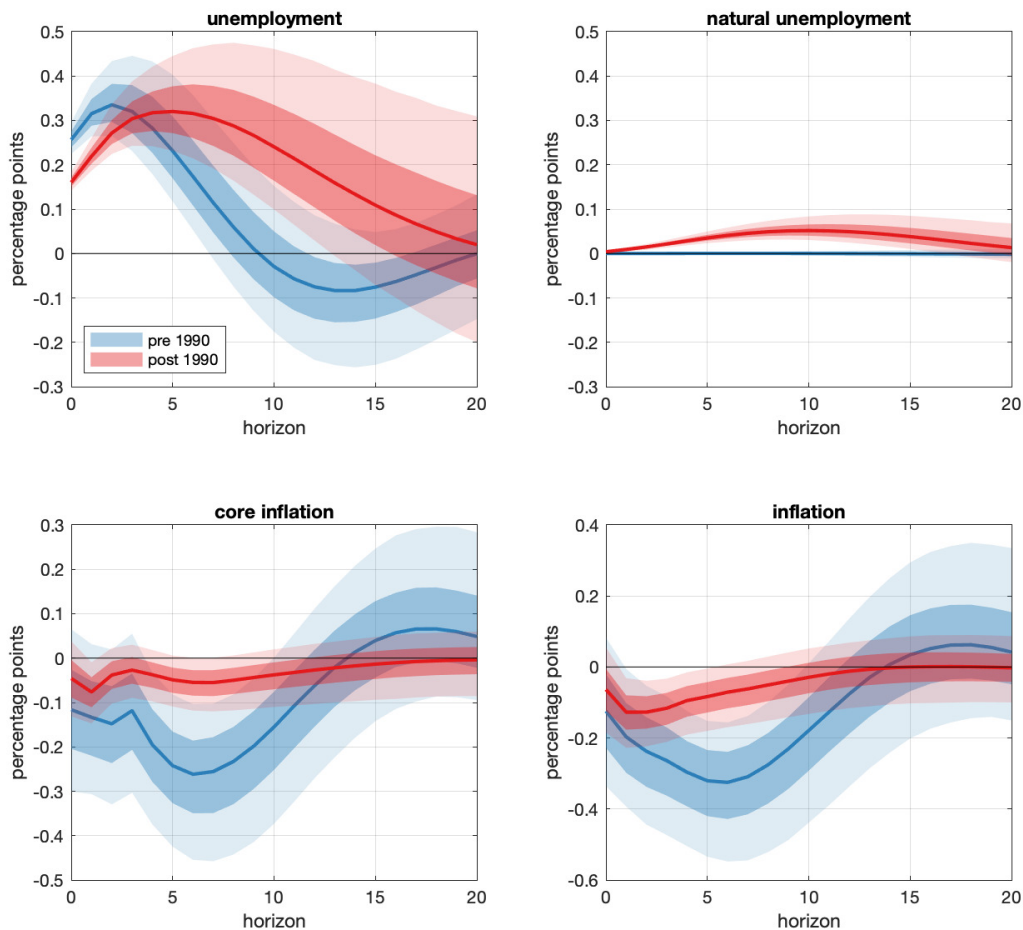 unemployment
percentage points
0.5
0.4
0.3
0.2
0.1
0
-0.1
-0.2
-0.3
pre 1990
post 1990
0 5 10 15 20
horizon
natural unemployment
percentage points
0.5
0.4
0.3
0.2
0.1
0
-0.1
-0.2
-0.3
0 5 10 15 20
horizon
core inflation
percentage points
0.3
0.2
0.1
0
-0.1
-0.2
-0.3
-0.4
-0.5
0 5 10 15 20
horizon
inflation
percentage points
0.4
0.2
0
-0.2
-0.4
-0.6
0 5 10 15 20
horizon